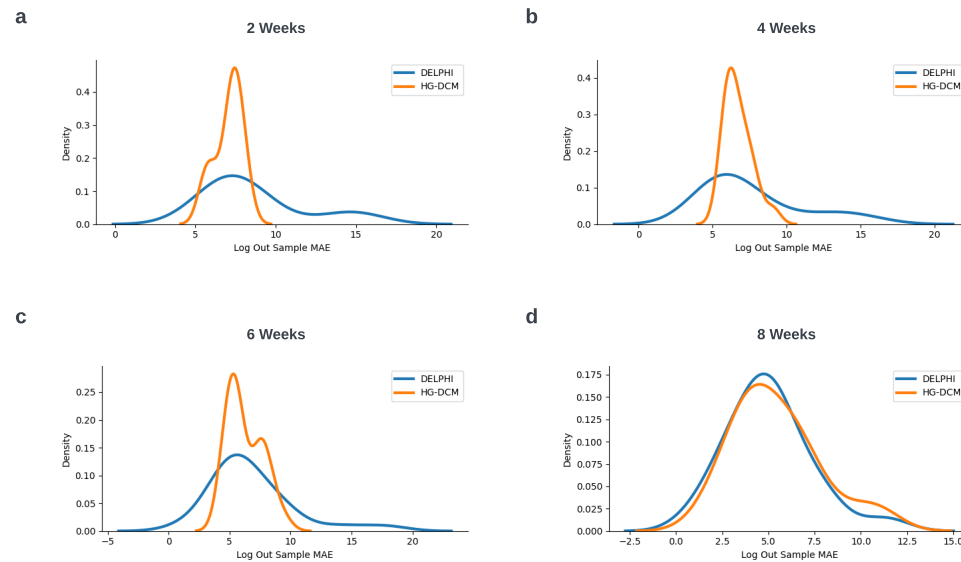 a
2 Weeks
DELPHI
HG-DCM
0.4
0.3
0.2
0.1
0.0
Density
0 5 10 15 20
Log Out Sample MAE
b
4 Weeks
DELPHI
HG-DCM
0.4
0.3
0.2
0.1
0.0
Density
0 5 10 15 20
Log Out Sample MAE
c
6 Weeks
DELPHI
HG-DCM
0.25
0.20
0.15
0.10
0.05
0.00
Density
−5 0 5 10 15 20
Log Out Sample MAE
d
8 Weeks
DELPHI
HG-DCM
0.175
0.150
0.125
0.100
0.075
0.050
0.025
0.000
Density
−2.5 0.0 2.5 5.0 7.5 10.0 12.5 15.0
Log Out Sample MAE